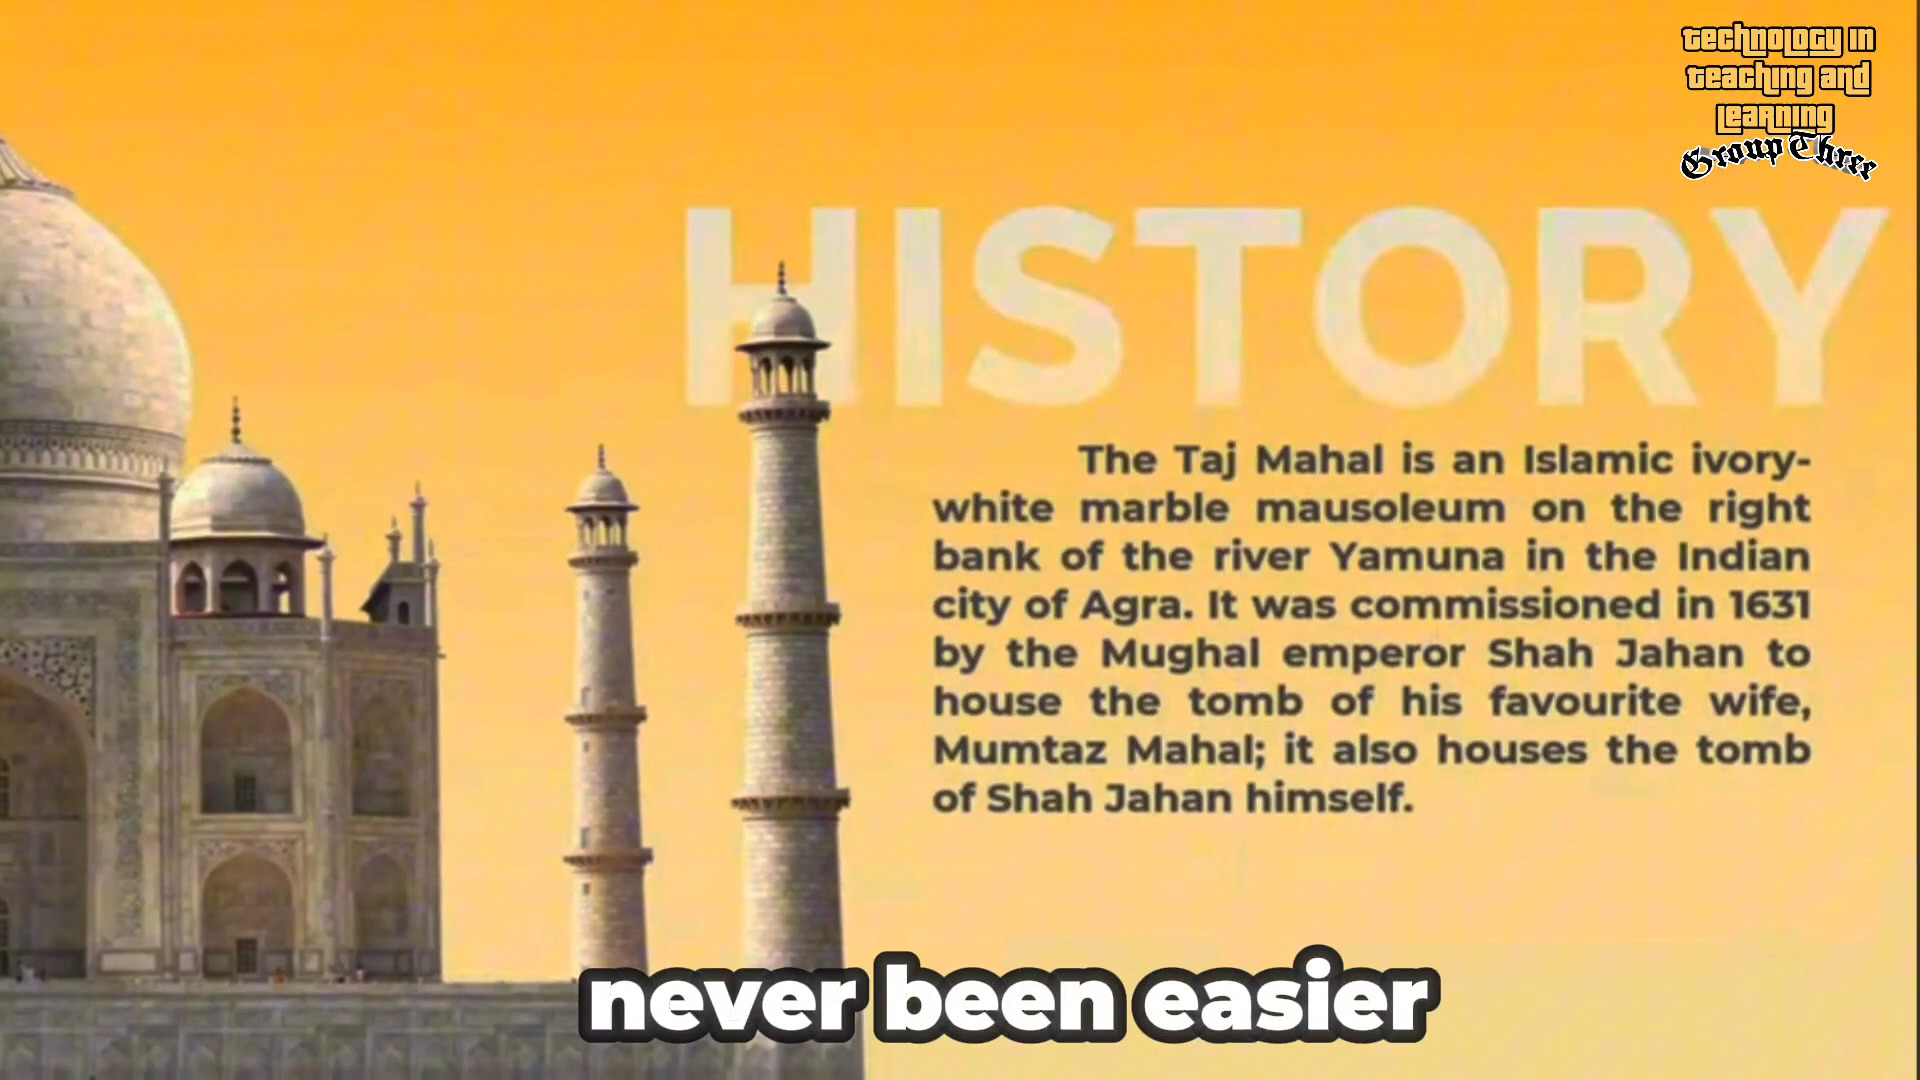 technology in
teaching and
learning
Group Three
HISTORY
The Taj Mahal is an Islamic ivory-
white marble mausoleum on the right
bank of the river Yamuna in the Indian
city of Agra. It was commissioned in 1631
by the Mughal emperor Shah Jahan to
house the tomb of his favourite wife,
Mumtaz Mahal; it also houses the tomb
of Shah Jahan himself.
never been easier